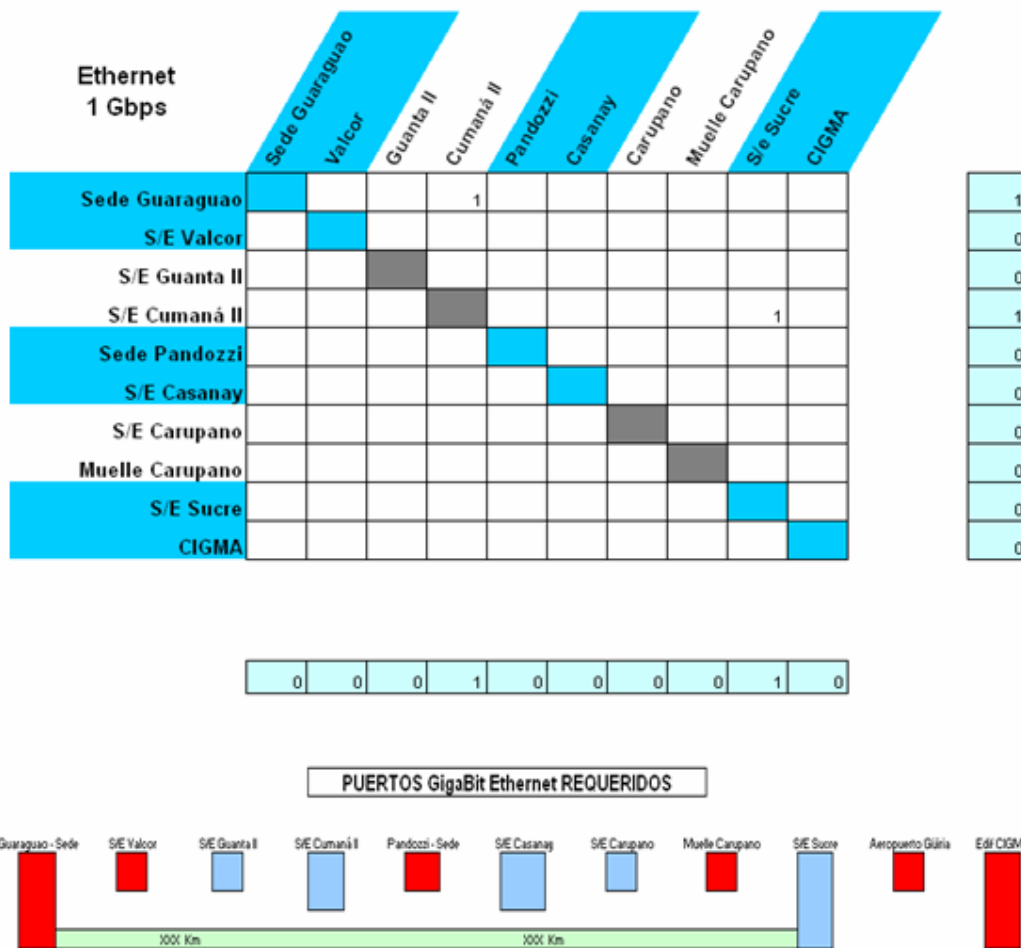 Ethernet
1 Gbps
Sede Guaraguao
Valcor
Guanta II
Cumaná II
Pandozzi
Casanay
Carupano
Muelle Carupano
S/e Sucre
CIGMA
Sede Guaraguao 1 1
S/E Valcor 0
S/E Guanta II 0
S/E Cumaná II 1 1
Sede Pandozzi 0
S/E Casanay 0
S/E Carupano 0
Muelle Carupano 0
S/E Sucre 0
CIGMA 0
0 0 0 1 0 0 0 0 1 0
PUERTOS GigaBit Ethernet REQUERIDOS
Guaraguao - Sede S/E Valcor S/E Guanta II S/E Cumaná II Pandozzi - Sede S/E Casanay S/E Carupano Muelle Carupano S/E Sucre Aeropuerto Güiria Edif CIGM
XXX Km XXX Km